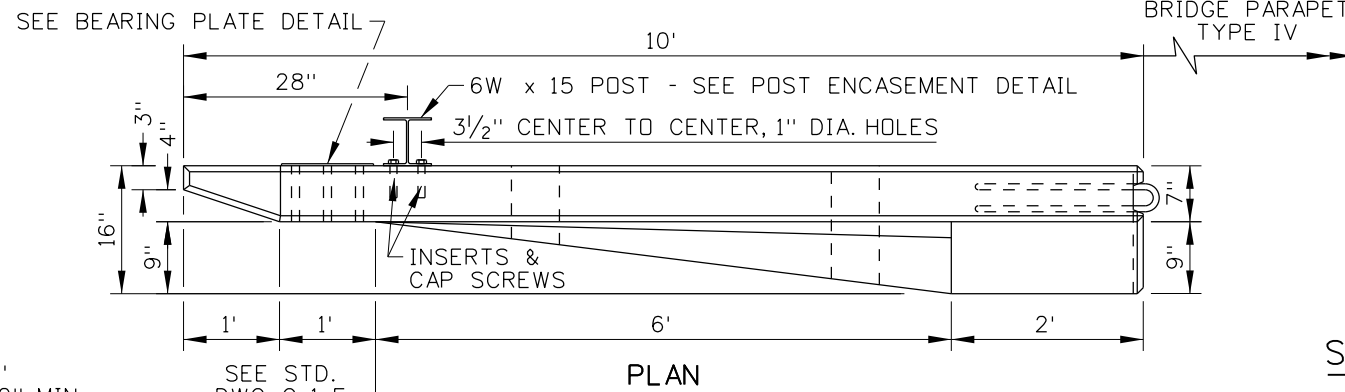 BRIDGE PARAPET
TYPE IV
SEE BEARING PLATE DETAIL
10'
28"
6W x 15 POST - SEE POST ENCASEMENT DETAIL
3 1/2" CENTER TO CENTER, 1" DIA. HOLES
3"
4"
16"
9"
7"
9"
INSERTS &
CAP SCREWS
1'
1'
6'
2'
PLAN
SEE STD.
S